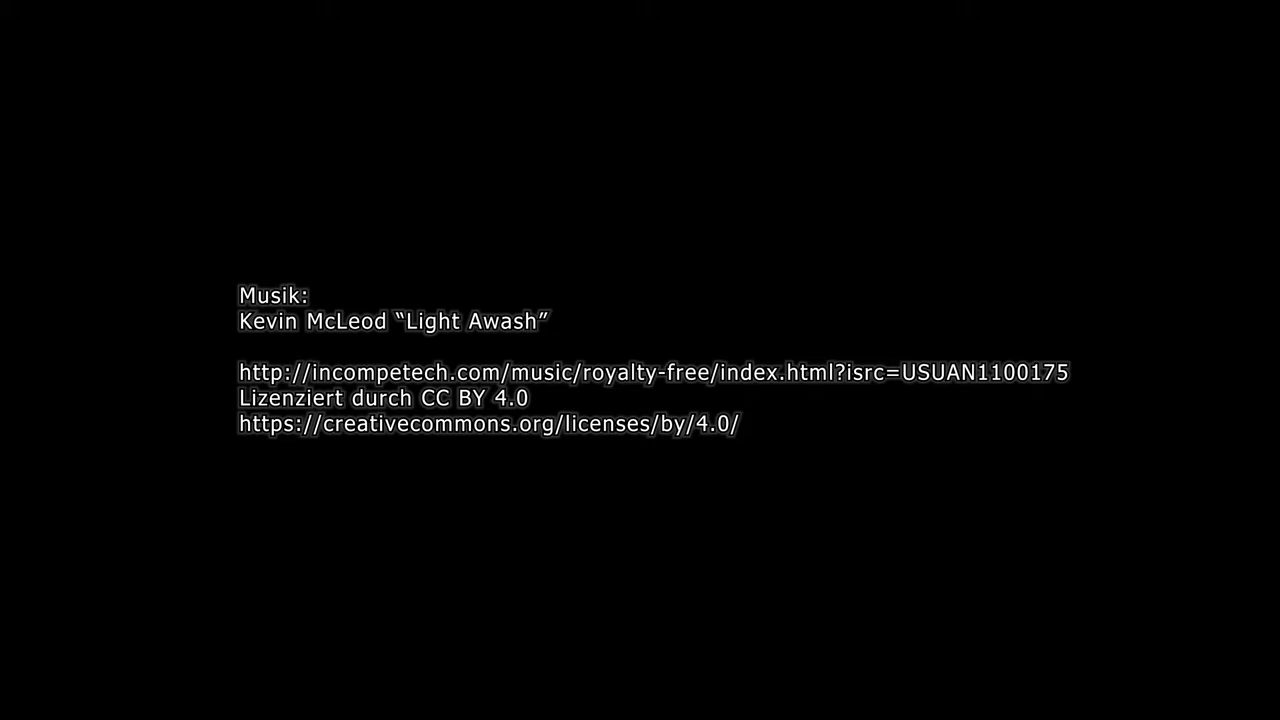 Musik:
Kevin McLeod “Light Awash”
http://incompetech.com/music/royalty-free/index.html?isrc=USUAN1100175
Lizenziert durch CC BY 4.0
https://creativecommons.org/licenses/by/4.0/